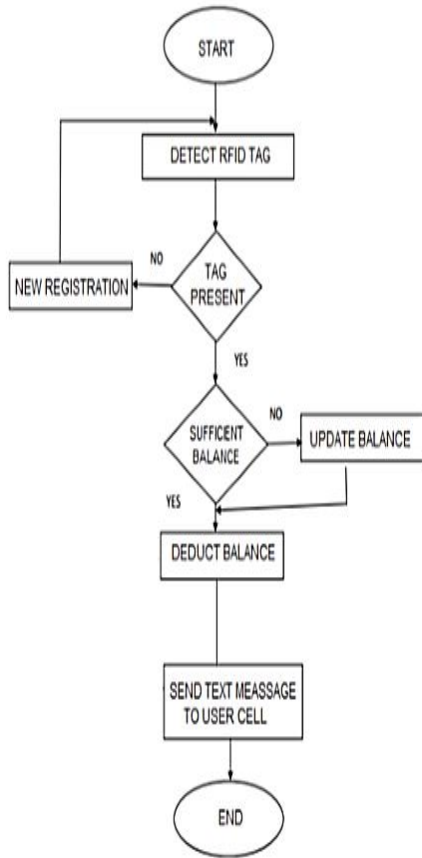 START
DETECT RFID TAG
NO
TAG
PRESENT
NEW REGISTRATION
YES
SUFFICIENT
BALANCE
NO
UPDATE BALANCE
YES
DEDUCT BALANCE
SEND TEXT MEASSAGE
TO USER CELL
END